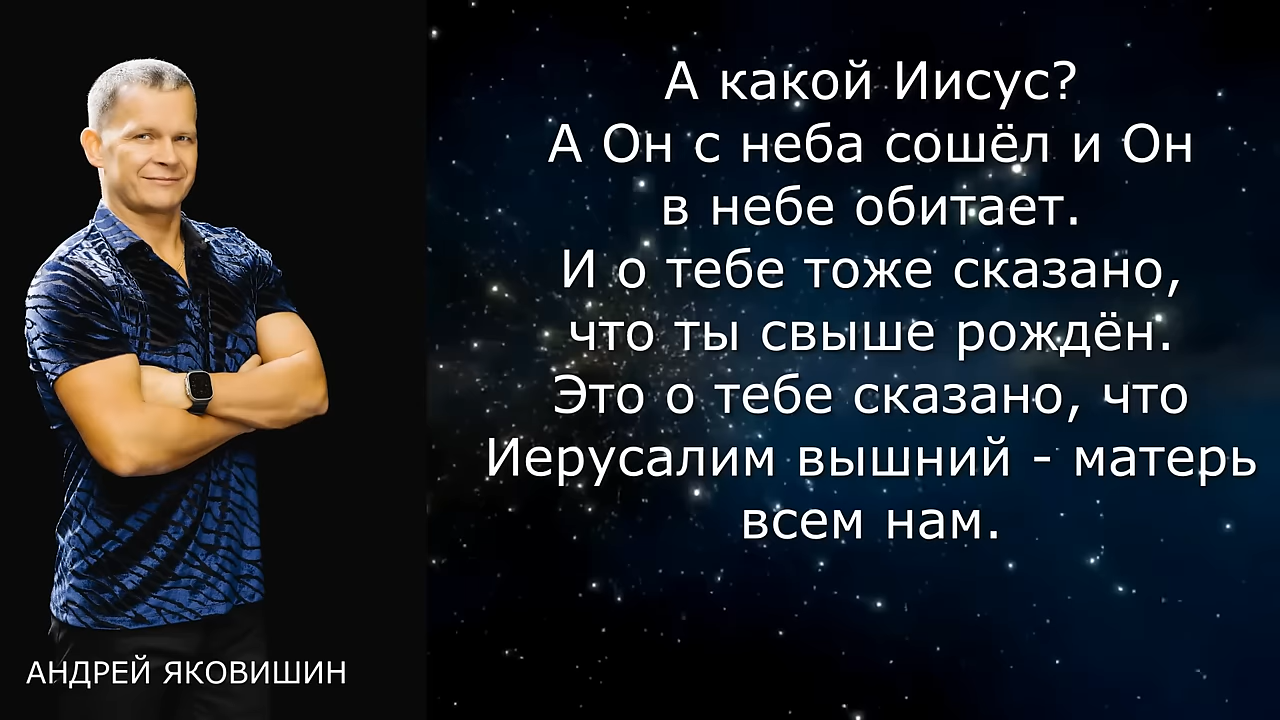 А какой Иисус?
А Он с неба сошёл и Он
в небе обитает.
И о тебе тоже сказано,
что ты свыше рождён.
Это о тебе сказано, что
Иерусалим вышний - матерь
всем нам.
АНДРЕЙ ЯКОВИШИН